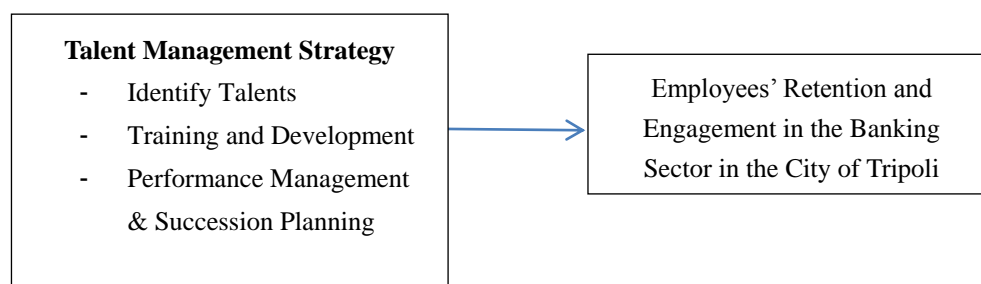 Talent Management Strategy
- Identify Talents
- Training and Development
- Performance Management
& Succession Planning
Employees’ Retention and
Engagement in the Banking
Sector in the City of Tripoli